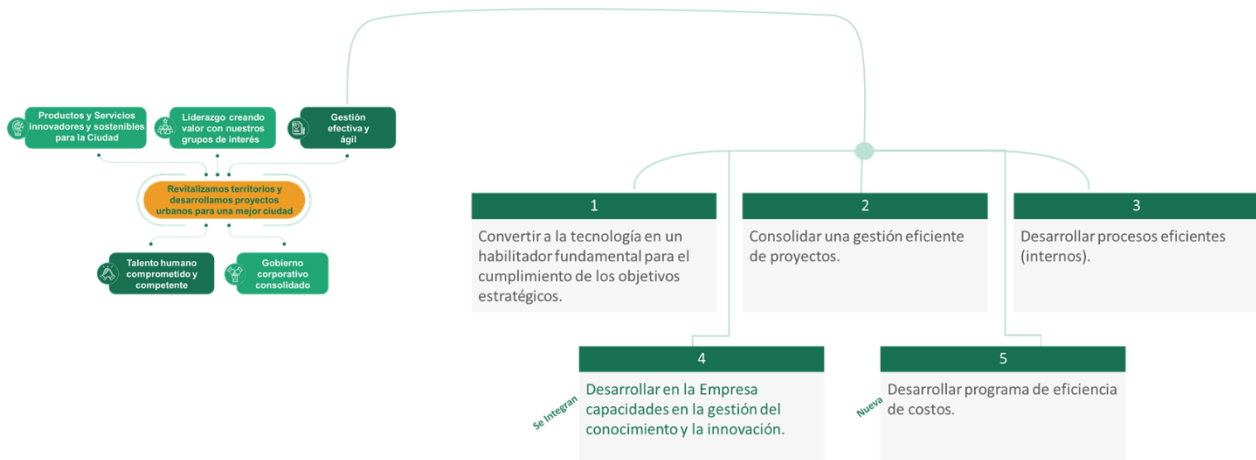 Productos y Servicios
innovadores y sostenibles
para la Ciudad
Liderazgo creando
valor con nuestros
grupos de interés
Gestión
efectiva y
ágil
Revitalizamos territorios y
desarrollamos proyectos
urbanos para una mejor ciudad
Talento humano
comprometido y
competente
Gobierno
corporativo
consolidado
1
Convertir a la tecnología en un
habilitador fundamental para el
cumplimiento de los objetivos
estratégicos.
2
Consolidar una gestión eficiente
de proyectos.
3
Desarrollar procesos eficientes
(internos).
4
Se Integran
Desarrollar en la Empresa
capacidades en la gestión del
conocimiento y la innovación.
5
Nueva
Desarrollar programa de eficiencia
de costos.